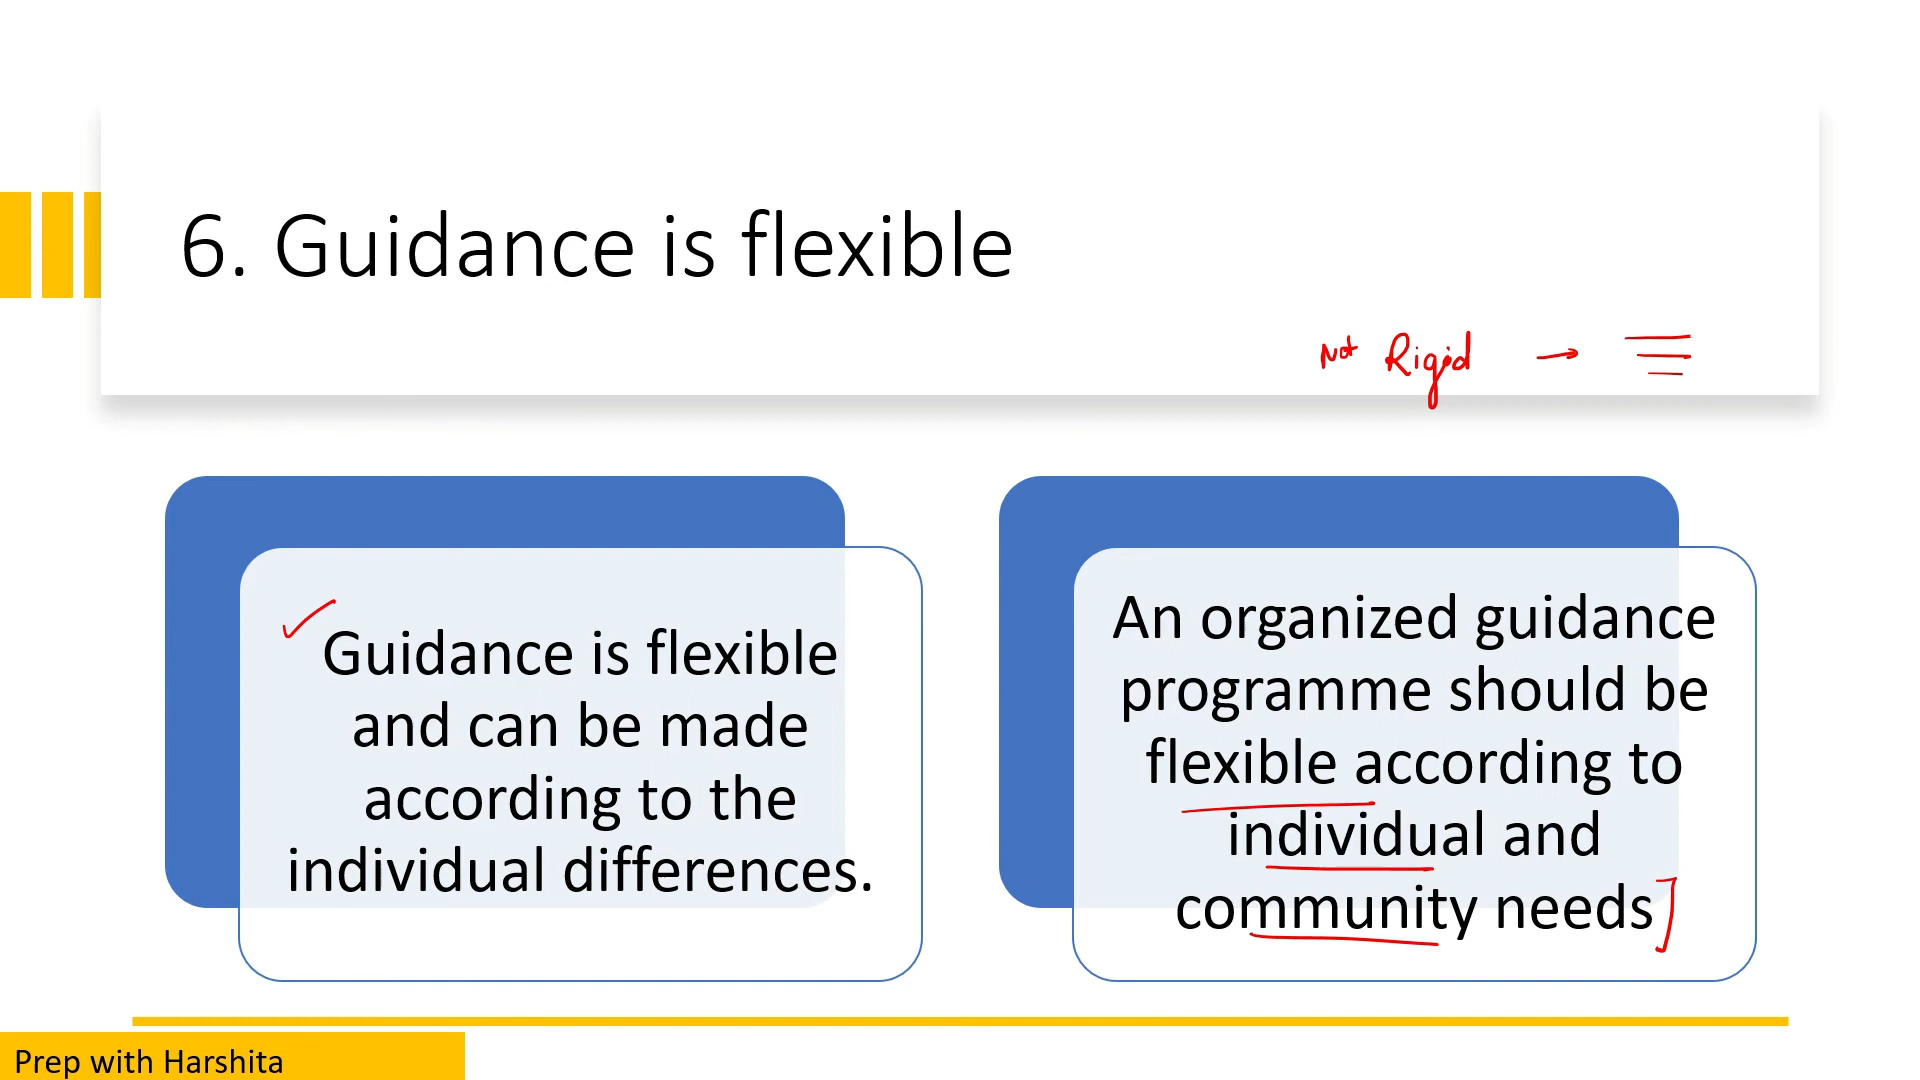 6. Guidance is flexible
Not Rigid →
Guidance is flexible
and can be made
according to the
individual differences.
An organized guidance
programme should be
flexible according to
individual and
community needs
Prep with Harshita